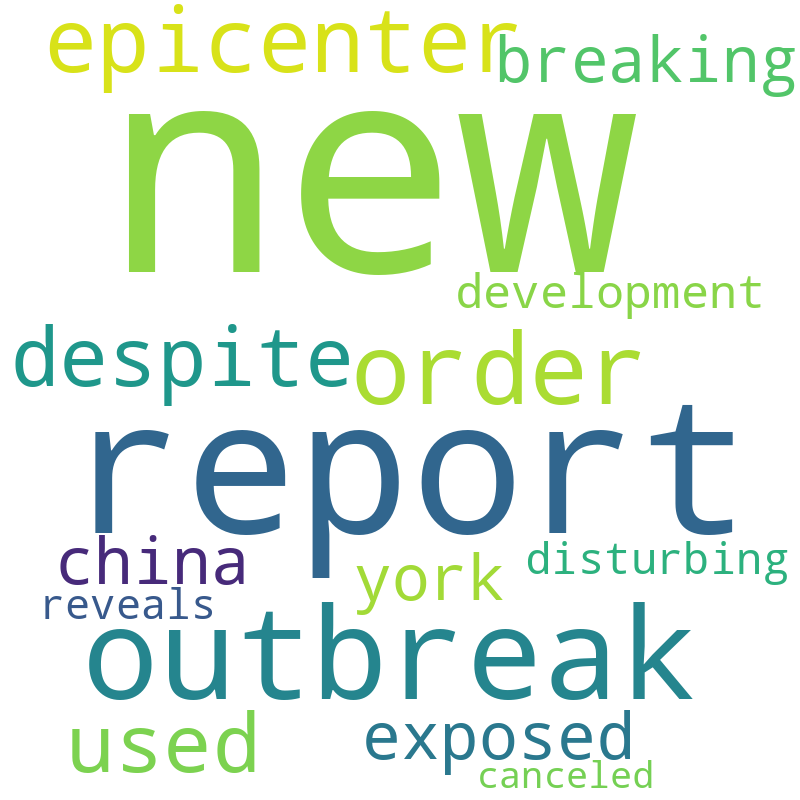 epicenter
breaking
new
development
despite
order
report
china
york
disturbing
reveals
outbreak
used
exposed
canceled